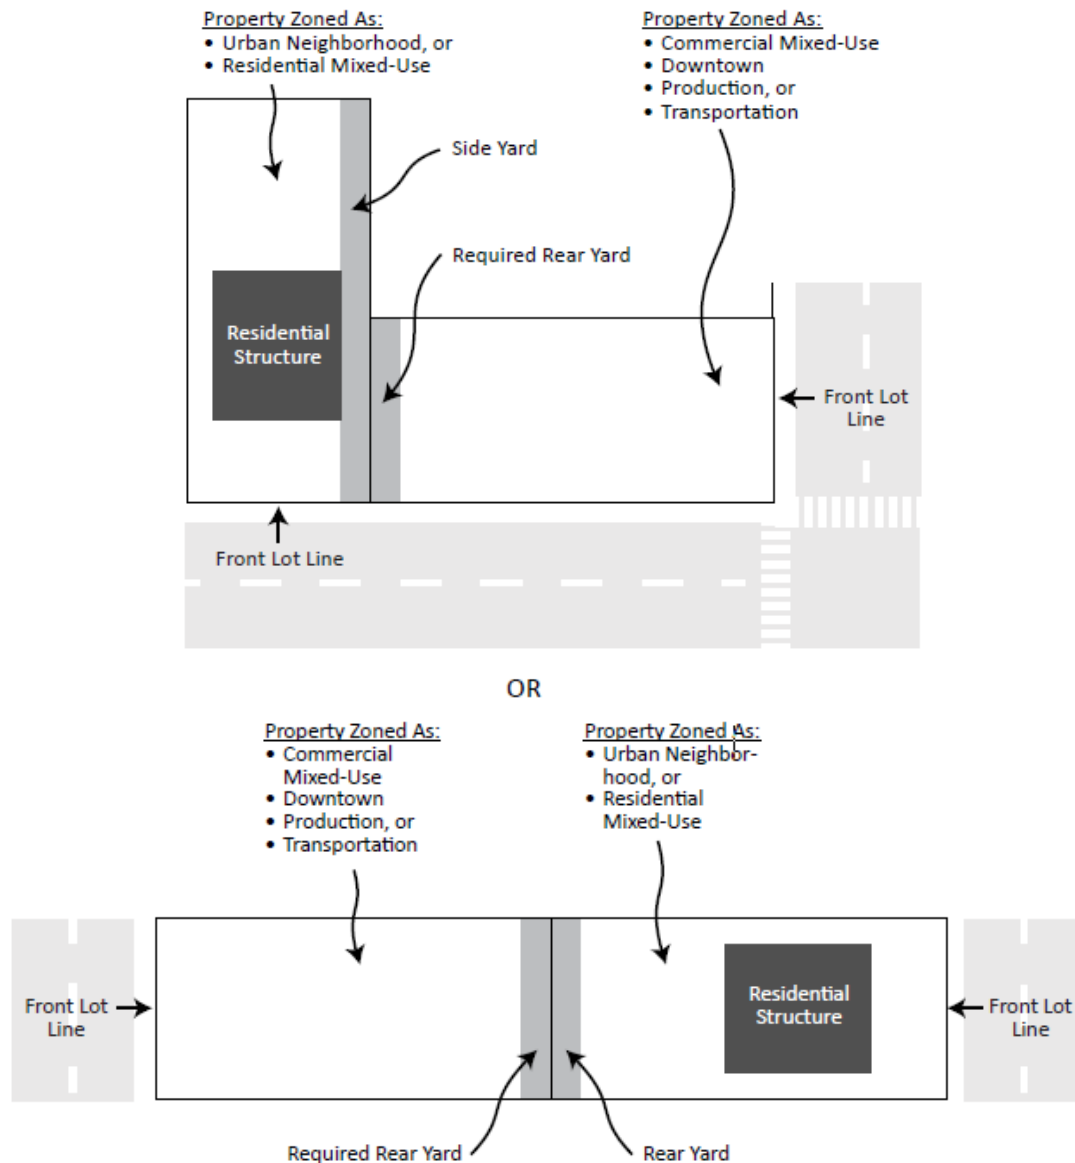 Property Zoned As:
• Urban Neighborhood, or
• Residential Mixed-Use
Property Zoned As:
• Commercial Mixed-Use
• Downtown
• Production, or
• Transportation
Side Yard
Required Rear Yard
Residential
Structure
Front Lot
Line
Front Lot Line
OR
Property Zoned As:
• Commercial
Mixed-Use
• Downtown
• Production, or
• Transportation
Property Zoned As:
• Urban Neighbor-
hood, or
• Residential
Mixed-Use
Front Lot
Line
Residential
Structure
Front Lot
Line
Required Rear Yard
Rear Yard